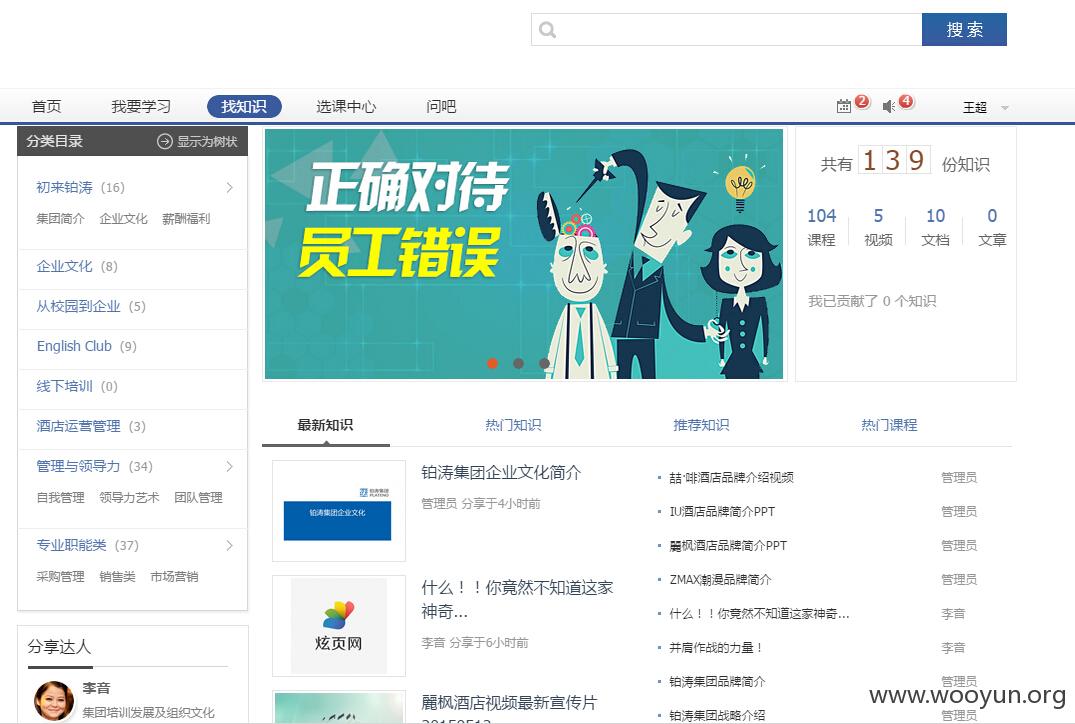 搜 索
首页 我要学习 找知识 选课中心 问吧 2 4 王超
分类目录 显示为树状
初来铂涛 (16)
集团简介 企业文化 薪酬福利
企业文化 (8)
从校园到企业 (5)
English Club (9)
线下培训 (0)
酒店运营管理 (3)
管理与领导力 (34)
自我管理 领导力艺术 团队管理
专业职能类 (37)
采购管理 销售类 市场营销
分享达人
李音
集团培训发展及组织文化
正确对待
员工错误
共有 139 份知识
104 5 10 0
课程 视频 文档 文章
我已贡献了 0 个知识
最新知识 热门知识 推荐知识 热门课程
铂涛集团企业文化
铂涛集团企业文化简介
管理员 分享于4小时前
炫页网
什么！！你竟然不知道这家
神奇...
李音 分享于6小时前
麗枫酒店视频最新宣传片
20150512
喆·啡酒店品牌介绍视频 管理员
IU酒店品牌简介PPT 管理员
麗枫酒店品牌简介PPT 管理员
ZMAX潮漫品牌简介 管理员
什么！！你竟然不知道这家神奇... 李音
并肩作战的力量！ 李音
铂涛集团品牌简介 管理员
铂涛集团战略介绍 管理员
www.wooyun.org